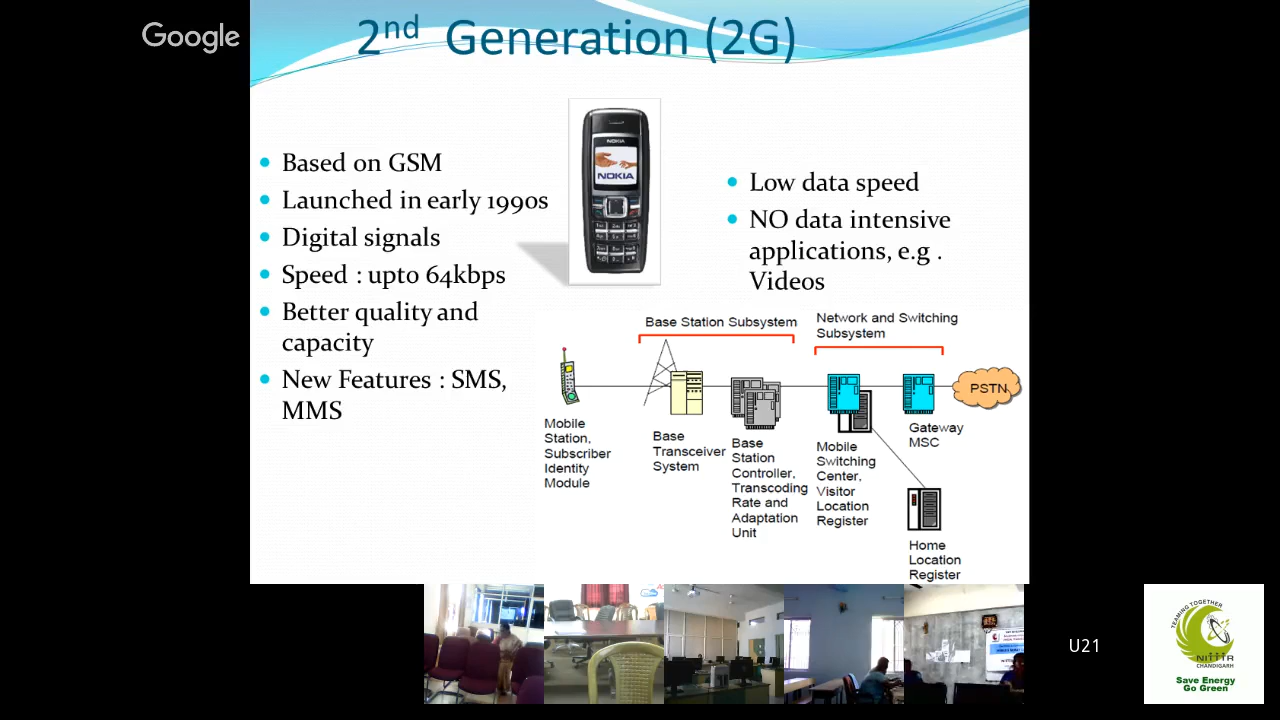 Google
2nd Generation (2G)
Based on GSM
Launched in early 1990s
Digital signals
Speed : upto 64kbps
Better quality and
capacity
New Features : SMS,
MMS
NOKIA
NOKIA
Low data speed
NO data intensive
applications, e.g .
Videos
Base Station Subsystem
Network and Switching
Subsystem
PSTN
Mobile
Station,
Subscriber
Identity
Module
Base
Transceiver
System
Base
Station
Controller,
Transcoding
Rate and
Adaptation
Unit
Mobile
Switching
Center,
Visitor
Location
Register
Gateway
MSC
Home
Location
Register
U21
TEAMING TOGETHER
NITTTR
CHANDIGARH
Save Energy
Go Green